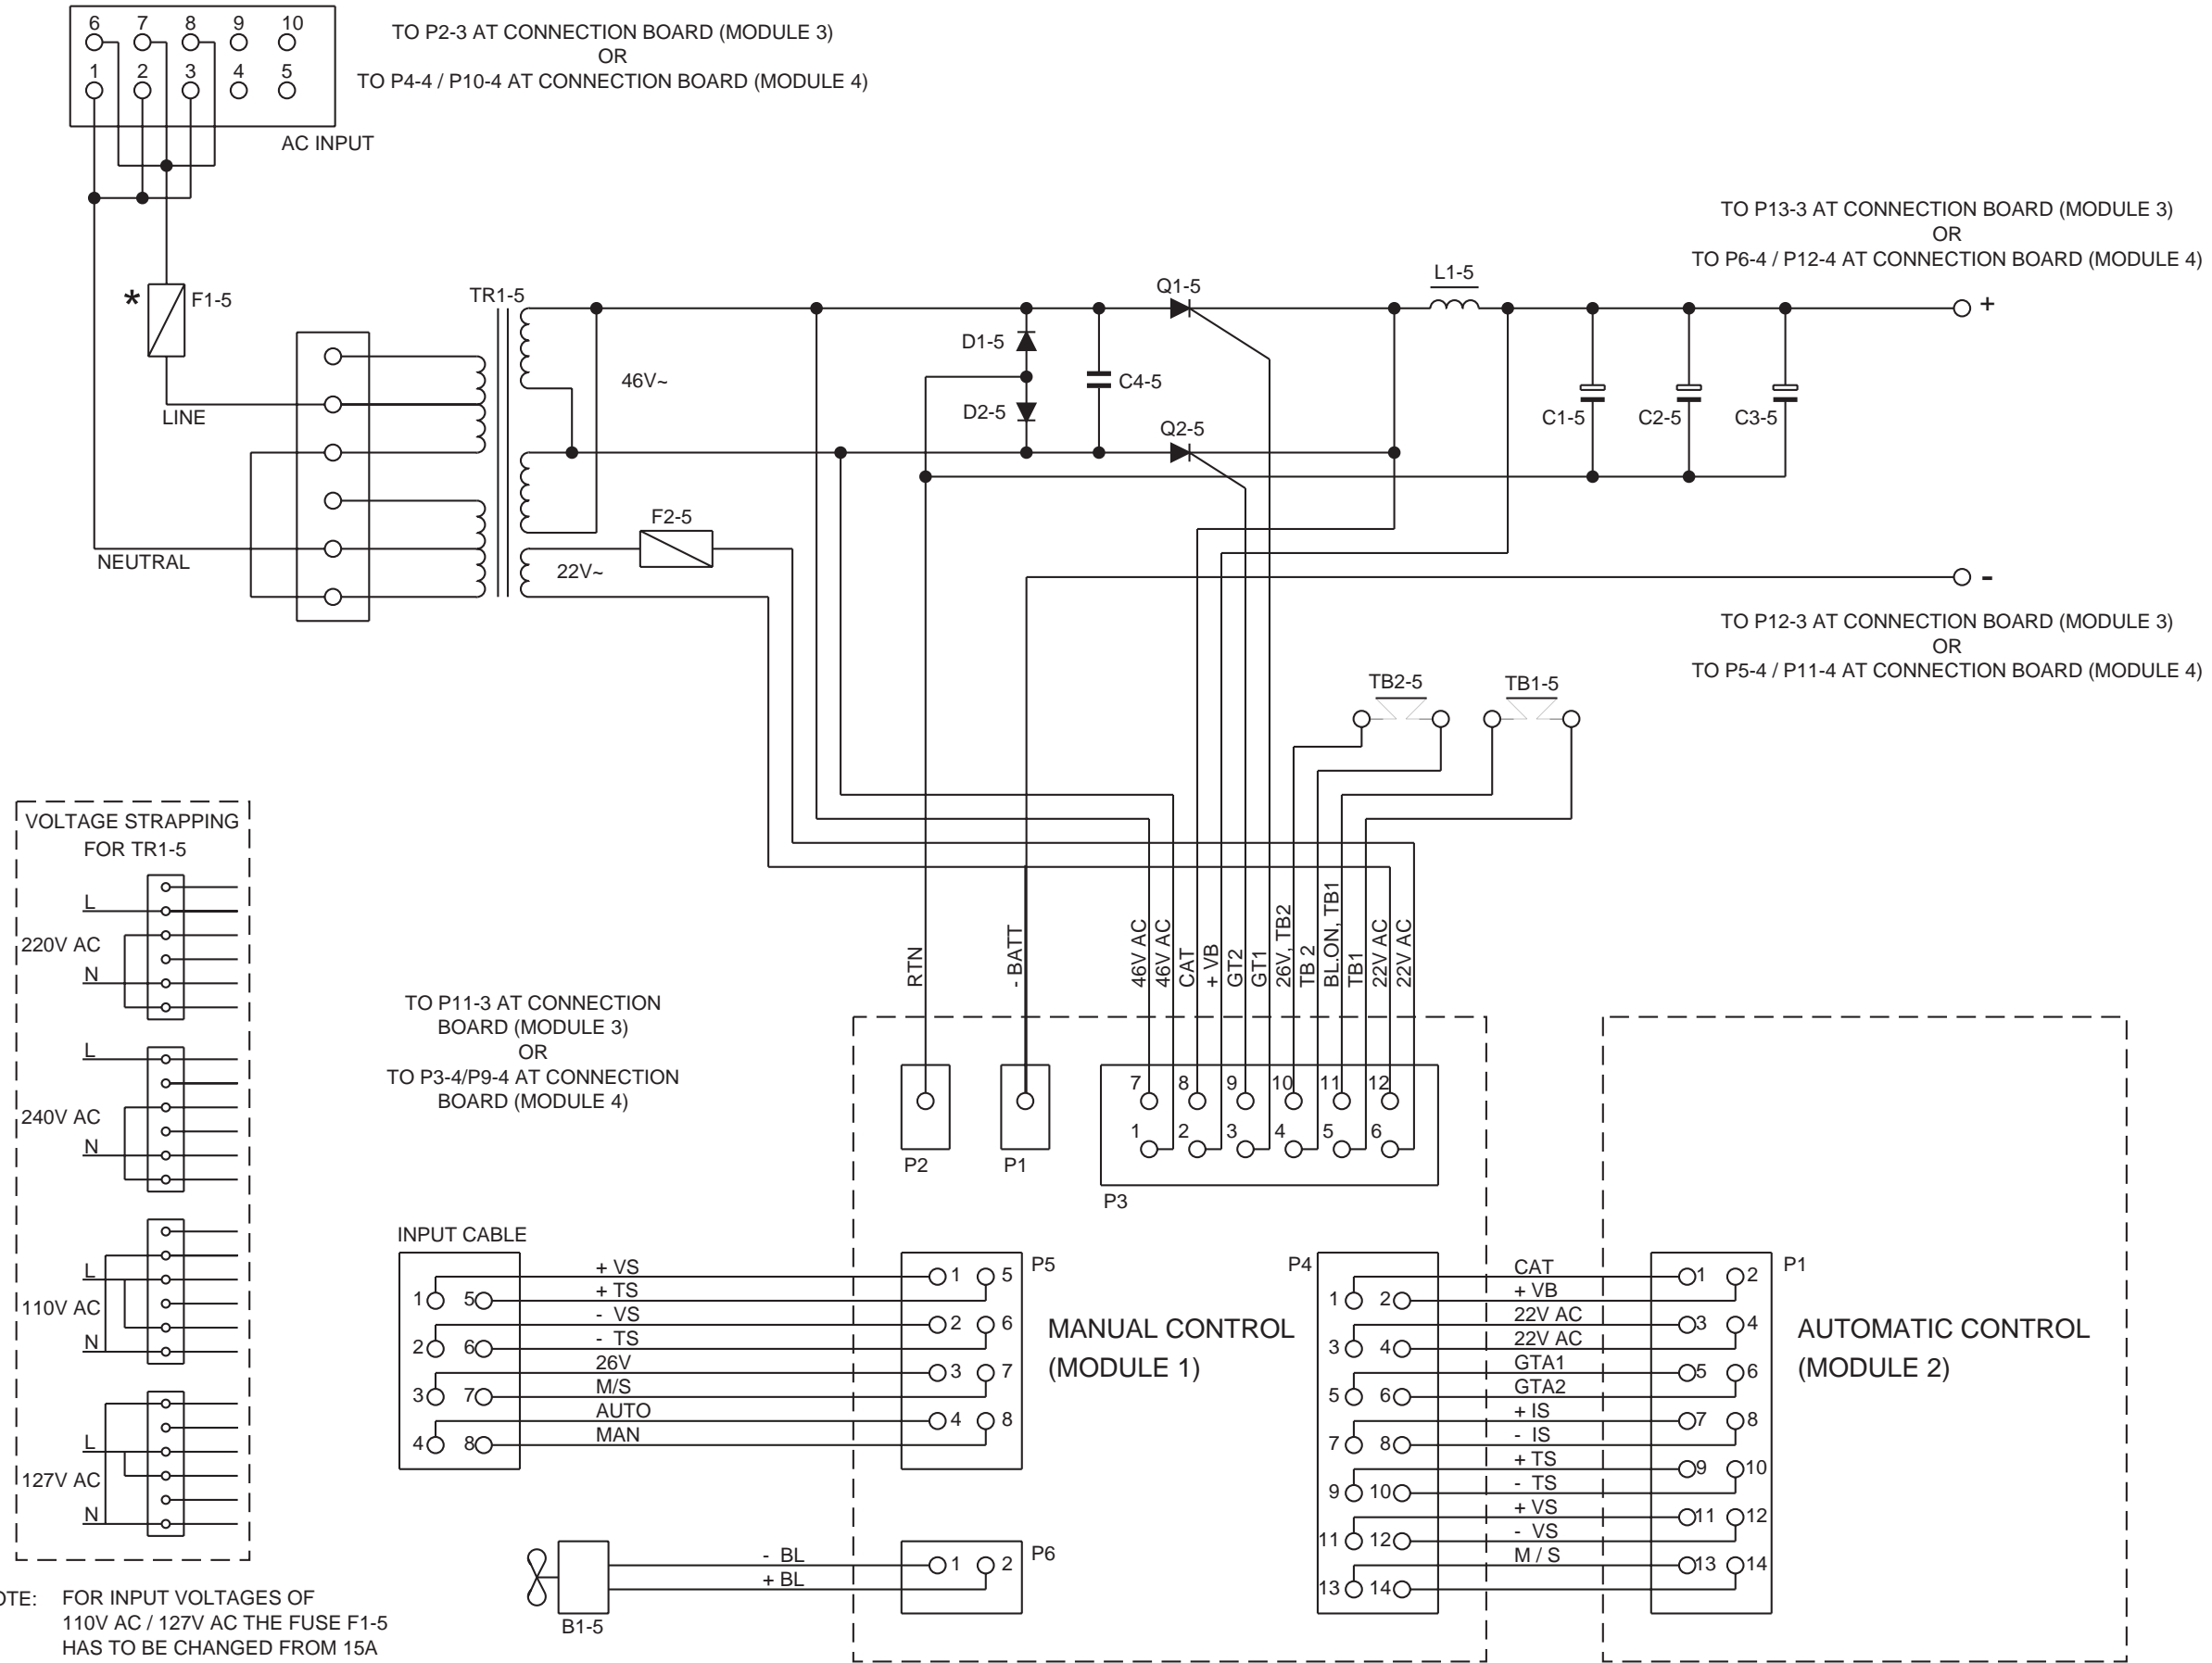 6 7 8 9 10
1 2 3 4 5
AC INPUT
TO P2-3 AT CONNECTION BOARD (MODULE 3)
OR
TO P4-4 / P10-4 AT CONNECTION BOARD (MODULE 4)
TO P13-3 AT CONNECTION BOARD (MODULE 3)
OR
TO P6-4 / P12-4 AT CONNECTION BOARD (MODULE 4)
* F1-5
TR1-5
46V~
D1-5
D2-5
C4-5
Q1-5
Q2-5
L1-5
+
C1-5
C2-5
C3-5
LINE
NEUTRAL
F2-5
22V~
-
TO P12-3 AT CONNECTION BOARD (MODULE 3)
OR
TO P5-4 / P11-4 AT CONNECTION BOARD (MODULE 4)
TB2-5
TB1-5
VOLTAGE STRAPPING
FOR TR1-5
L
220V AC
N
L
240V AC
N
L
110V AC
N
L
127V AC
N
TO P11-3 AT CONNECTION
BOARD (MODULE 3)
OR
TO P3-4/P9-4 AT CONNECTION
BOARD (MODULE 4)
RTN
- BATT
46V AC
46V AC
CAT
+ VB
GT2
GT1
26V, TB2
TB 2
BL.ON, TB1
TB1
22V AC
22V AC
P2
P1
7 8 9 10 11 12
1 2 3 4 5 6
P3
INPUT CABLE
1 5
2 6
3 7
4 8
+ VS
+ TS
- VS
- TS
26V
M/S
AUTO
MAN
P5
1 5
2 6
3 7
4 8
MANUAL CONTROL
(MODULE 1)
P4
1 2
3 4
5 6
7 8
9 10
11 12
13 14
CAT
+ VB
22V AC
22V AC
GTA1
GTA2
+ IS
- IS
+ TS
- TS
+ VS
- VS
M / S
P1
1 2
3 4
5 6
7 8
9 10
11 12
13 14
AUTOMATIC CONTROL
(MODULE 2)
- BL
+ BL
B1-5
P6
1 2
OTE: FOR INPUT VOLTAGES OF
110V AC / 127V AC THE FUSE F1-5
HAS TO BE CHANGED FROM 15A